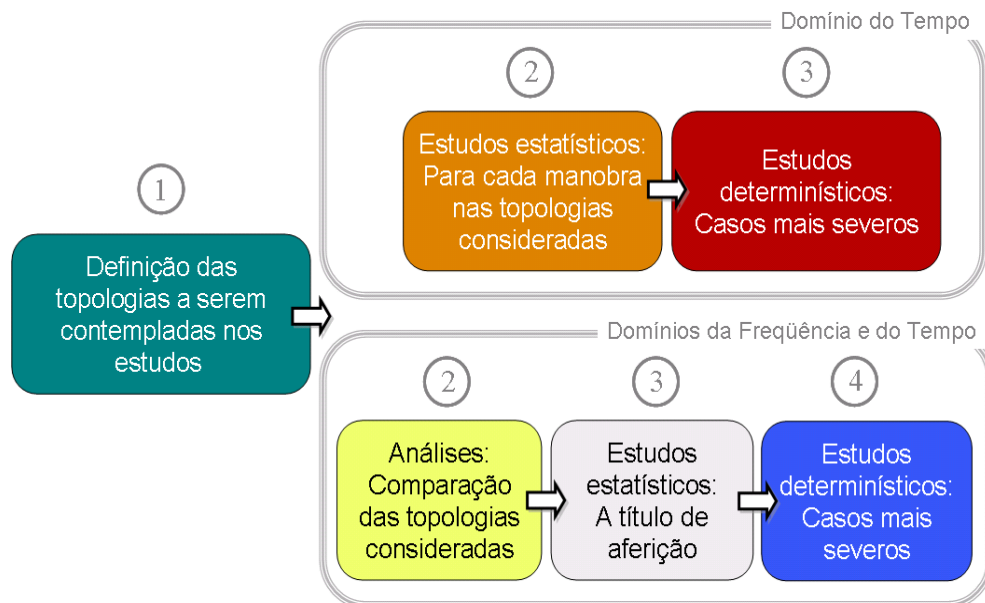 Domínio do Tempo
1
Definição das
topologias a serem
contempladas nos
estudos
2
Estudos estatísticos:
Para cada manobra
nas topologias
consideradas
3
Estudos
determinísticos:
Casos mais severos
Domínios da Freqüência e do Tempo
2
Análises:
Comparação
das topologias
consideradas
3
Estudos
estatísticos:
A título de
aferição
4
Estudos
determinísticos:
Casos mais
severos